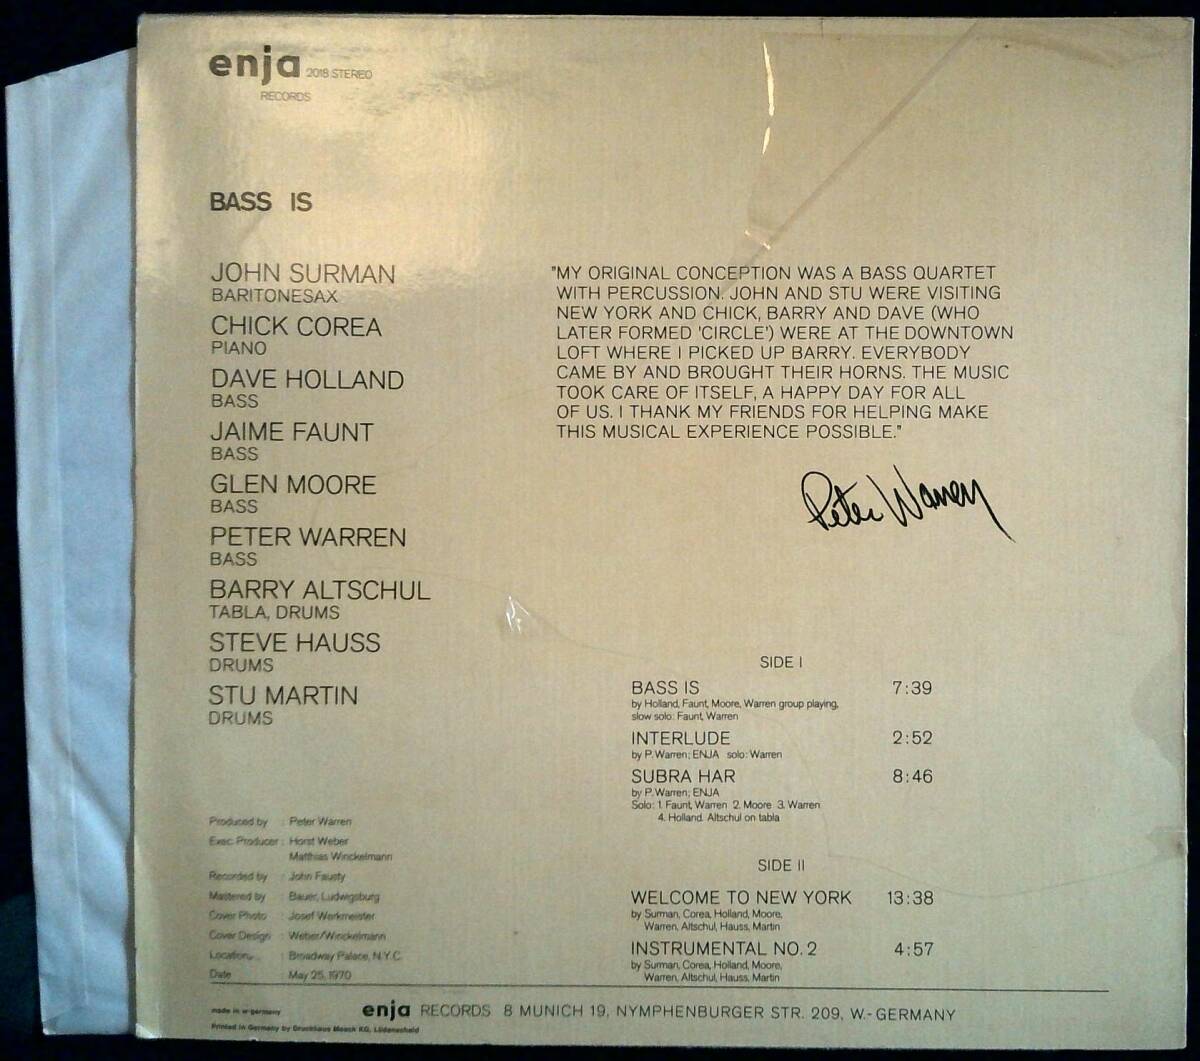 enja 2018 STEREO
RECORDS
BASS IS
JOHN SURMAN
BARITONESAX
CHICK COREA
PIANO
DAVE HOLLAND
BASS
JAIME FAUNT
BASS
GLEN MOORE
BASS
PETER WARREN
BASS
BARRY ALTSCHUL
TABLA, DRUMS
STEVE HAUSS
DRUMS
STU MARTIN
DRUMS
"MY ORIGINAL CONCEPTION WAS A BASS QUARTET
WITH PERCUSSION. JOHN AND STU WERE VISITING
NEW YORK AND CHICK, BARRY AND DAVE (WHO
LATER FORMED 'CIRCLE') WERE AT THE DOWNTOWN
LOFT WHERE I PICKED UP BARRY. EVERYBODY
CAME BY AND BROUGHT THEIR HORNS. THE MUSIC
TOOK CARE OF ITSELF, A HAPPY DAY FOR ALL
OF US. I THANK MY FRIENDS FOR HELPING MAKE
THIS MUSICAL EXPERIENCE POSSIBLE."
Peter Warren
SIDE I
BASS IS 7:39
by Holland, Faunt, Moore, Warren group playing,
slow solo: Faunt, Warren
INTERLUDE 2:52
by P. Warren; ENJA solo: Warren
SUBRA HAR 8:46
by P. Warren; ENJA
Solo: 1. Faunt, Warren 2. Moore 3. Warren
4. Holland. Altschul on tabla
SIDE II
WELCOME TO NEW YORK 13:38
by Surman, Corea, Holland, Moore,
Warren, Altschul, Hauss, Martin
INSTRUMENTAL NO. 2 4:57
by Surman, Corea, Holland, Moore,
Warren, Altschul, Hauss, Martin
Produced by : Peter Warren
Exec. Producer : Horst Weber
Matthias Winckelmann
Recorded by : John Fausty
Mastered by : Bauer, Ludwigsburg
Cover Photo : Josef Werkmeister
Cover Design : Weber/Winckelmann
Location : Broadway Palace, N.Y.C.
Date : May 25, 1970
made in w-germany
enja RECORDS 8 MUNICH 19, NYMPHENBURGER STR. 209, W.-GERMANY
Printed in Germany by Druckhaus Maack KG, Lüdenscheid